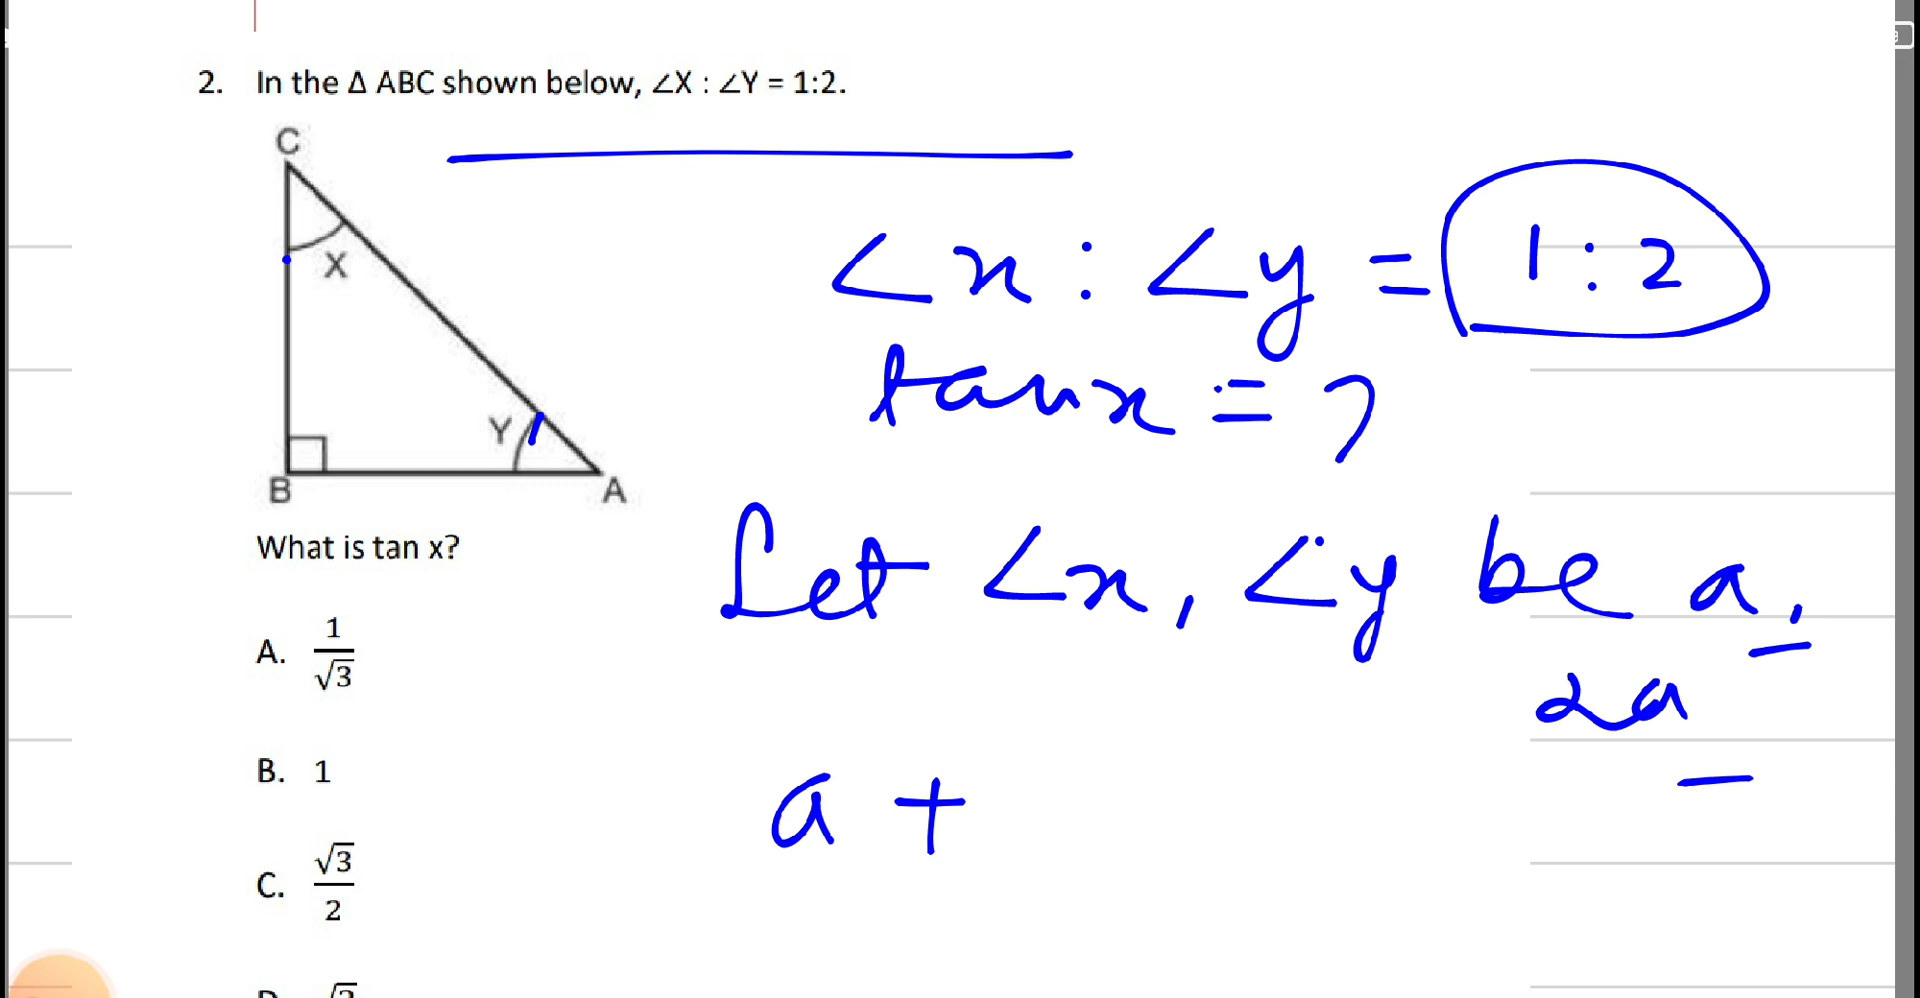 2. In the Δ ABC shown below, ∠X : ∠Y = 1:2.
C
X
Y
B
A
∠x : ∠y = 1 : 2
tan x = ?
Let ∠x, ∠y be a,
2a
a +
What is tan x?
A. 1/√3
B. 1
C. √3/2